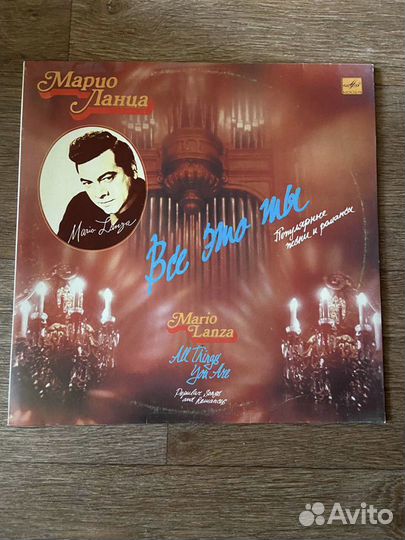 Марио
Ланца
Mario Lanza
Все это ты
Популярные
песни и романсы
Mario
Lanza
All Things
You Are
Popular Songs
and Romances
Avito